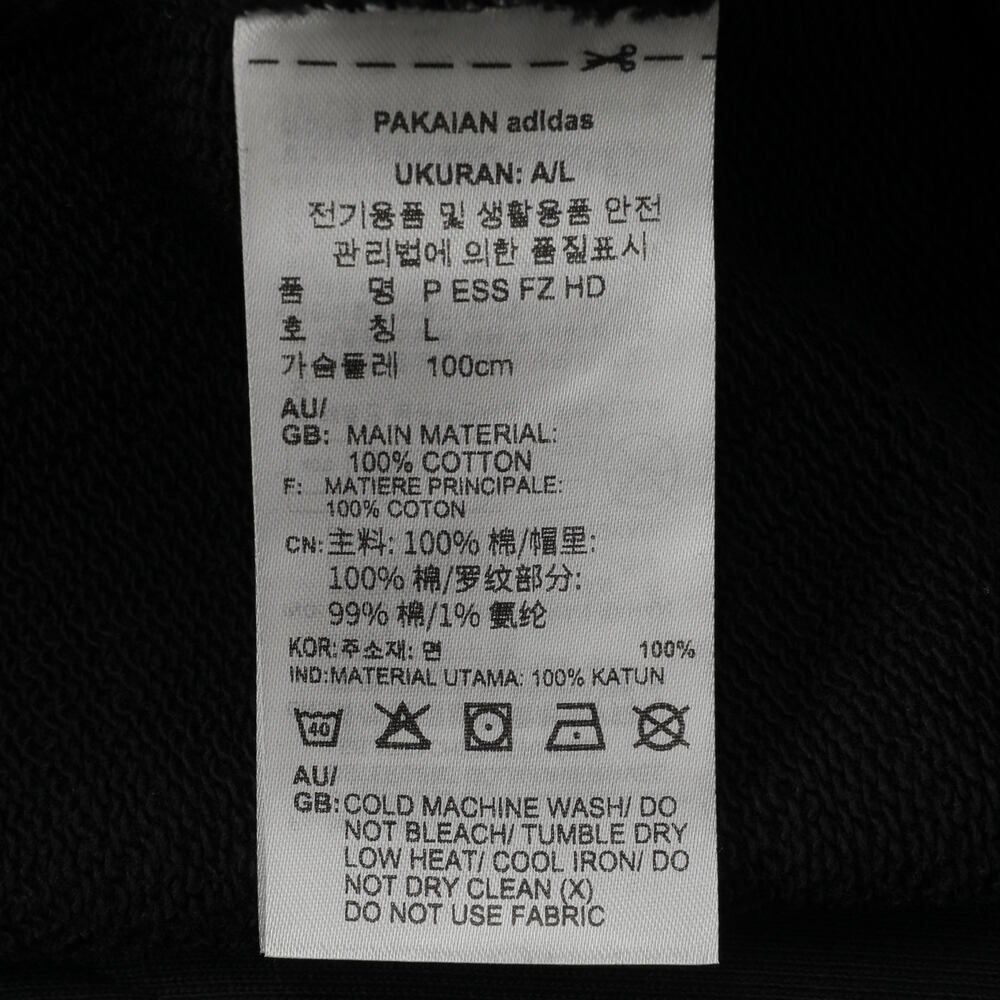 PAKAIAN adidas
UKURAN: A/L
전기용품 및 생활용품 안전
관리법에 의한 품질표시
품 명 P ESS FZ HD
호 칭 L
가슴둘레 100cm
AU/
GB: MAIN MATERIAL:
100% COTTON
F: MATIERE PRINCIPALE:
100% COTON
CN:主料: 100% 棉/帽里:
100% 棉/罗纹部分:
99% 棉/1% 氨纶
KOR:주소재: 면 100%
IND:MATERIAL UTAMA: 100% KATUN
40
AU/
GB:COLD MACHINE WASH/ DO
NOT BLEACH/ TUMBLE DRY
LOW HEAT/ COOL IRON/ DO
NOT DRY CLEAN (X)
DO NOT USE FABRIC